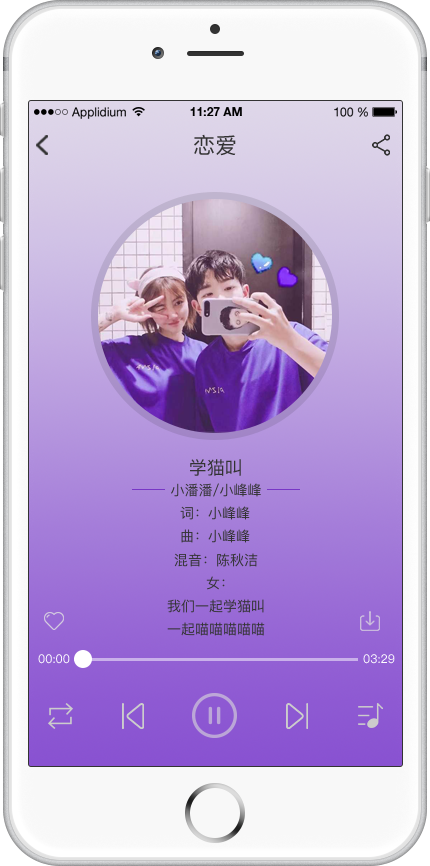 Applidium 11:27 AM 100 %
恋爱
学猫叫
小潘潘/小峰峰
词：小峰峰
曲：小峰峰
混音：陈秋洁
女：
我们一起学猫叫
一起喵喵喵喵喵
00:00 03:29